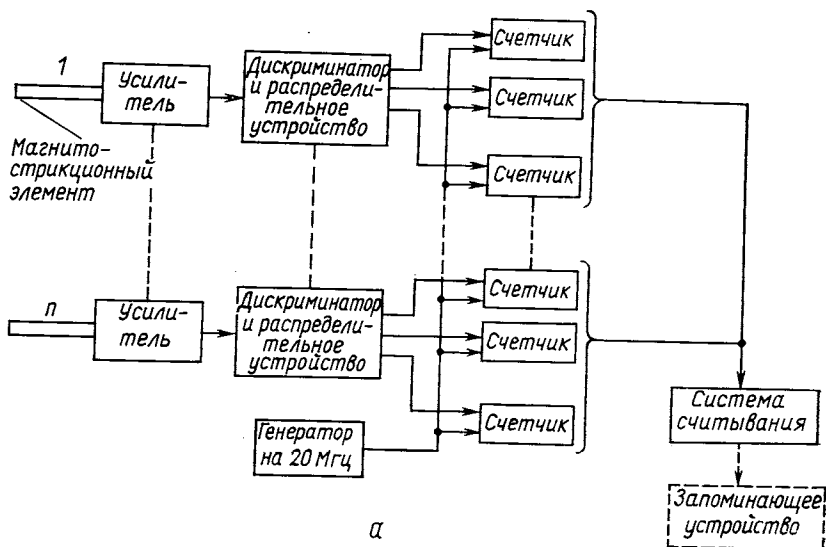 1
Магнито-
стрикционный
элемент
Усили-
тель
Дискриминатор
и распредели-
тельное
устройство
Счетчик
Счетчик
Счетчик
n
Усили-
тель
Дискриминатор
и распредели-
тельное
устройство
Счетчик
Счетчик
Счетчик
Генератор
на 20 Мгц
Система
считывания
Запоминающее
устройство
а